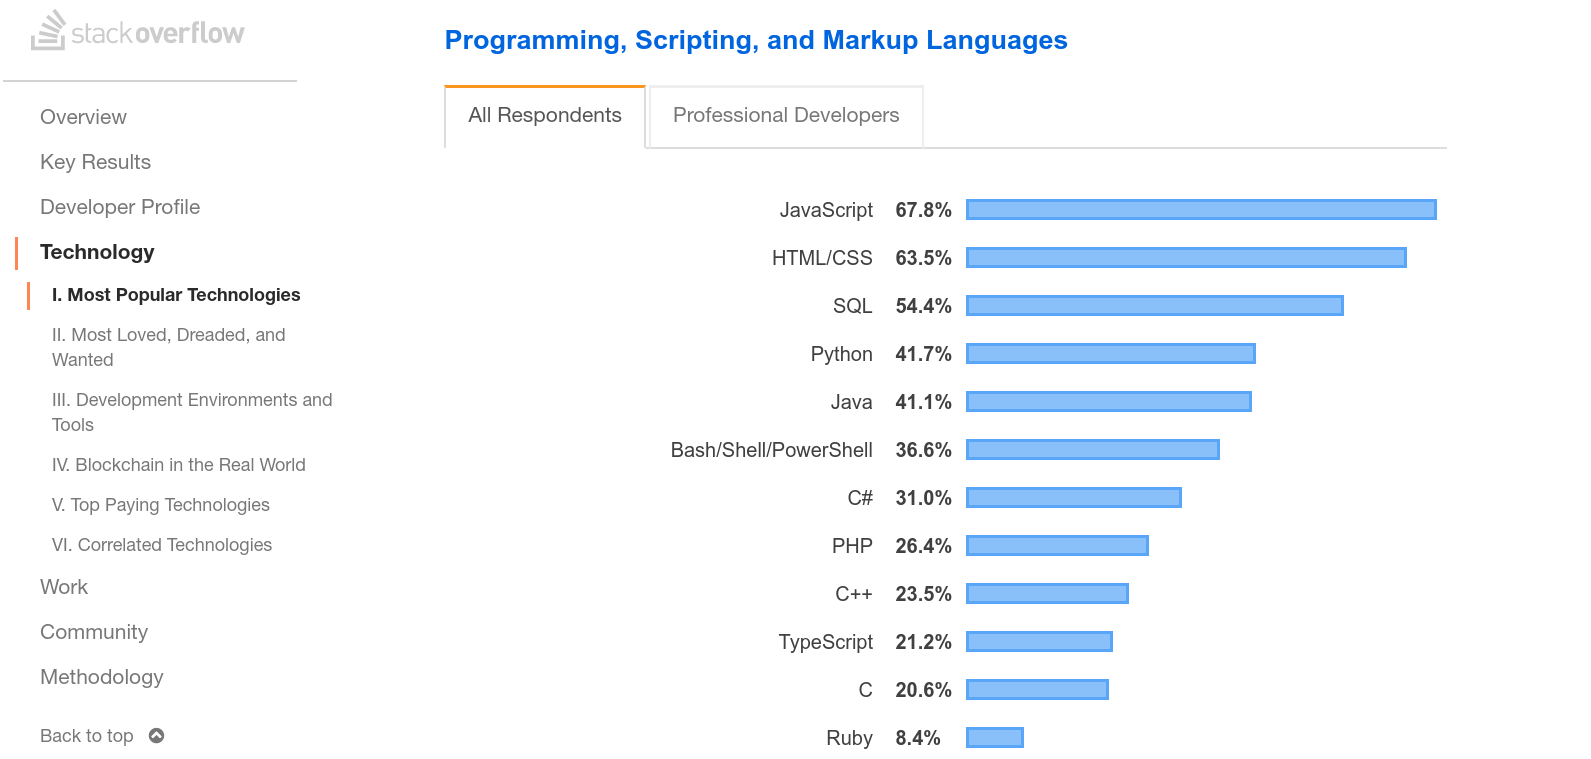 stackoverflow
Overview
Key Results
Developer Profile
Technology
I. Most Popular Technologies
II. Most Loved, Dreaded, and
Wanted
III. Development Environments and
Tools
IV. Blockchain in the Real World
V. Top Paying Technologies
VI. Correlated Technologies
Work
Community
Methodology
Back to top
Programming, Scripting, and Markup Languages
All Respondents Professional Developers
JavaScript 67.8%
HTML/CSS 63.5%
SQL 54.4%
Python 41.7%
Java 41.1%
Bash/Shell/PowerShell 36.6%
C# 31.0%
PHP 26.4%
C++ 23.5%
TypeScript 21.2%
C 20.6%
Ruby 8.4%